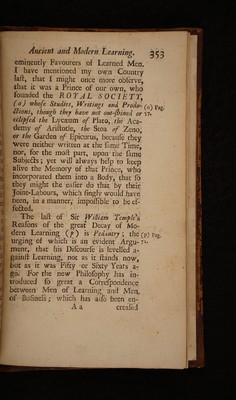 Ancient and Modern Learning. 353
eminently Favourers of Learned Men.
I have mentioned my own Country
last, that I might once more observe,
that it was a Prince of our own, who
founded the ROYAL SOCIETY,
(o) whose Studies, Writings and Produ- (o) Pag.
ctions, though they have not out-shined or 57.
eclipsed the Lycæum of Plato, the Aca-
demy of Aristotle, the Stoa of Zeno,
or the Garden of Epicurus, because they
were neither written at the same Time,
nor, for the most part, upon the same
Subjects; yet will always help to keep
alive the Memory of that Prince, who
incorporated them into a Body, that so
they might the easier do that by their
Joint-Labours, which singly would have
been, in a manner, impossible to be ef-
fected.
The last of Sir William Temple's
Reasons of the great Decay of Mo-
dern Learning (p) is Pedantry; the (p) Pag.
urging of which is an evident Argu-
ment, that his Discourse is levelled a-
gainst Learning, not as it stands now,
but as it was Fifty or Sixty Years a-
go. For the new Philosophy has in-
troduced so great a Correspondence
between Men of Learning and Men
of Business; which has also been en-
A a creased